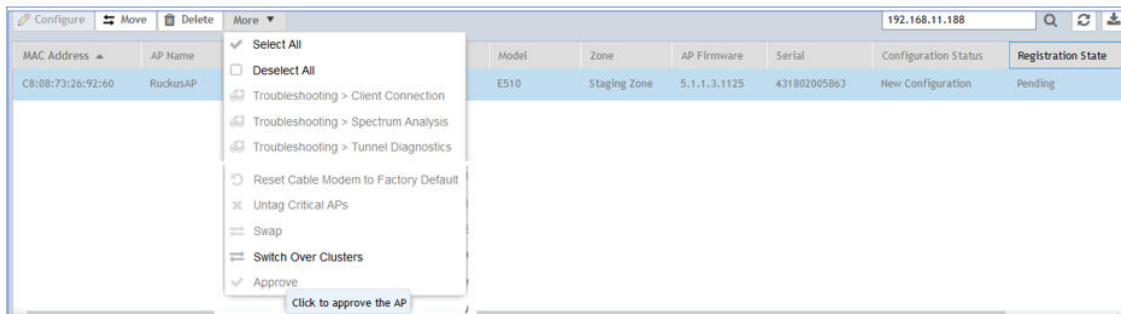 Configure Move Delete More ▼ 192.168.11.188
Select All
MAC Address ▲ AP Name Model Zone AP Firmware Serial Configuration Status Registration State
Deselect All
C8:08:73:26:92:60 RuckusAP E510 Staging Zone 5.1.1.3.1125 431802005863 New Configuration Pending
Troubleshooting > Client Connection
Troubleshooting > Spectrum Analysis
Troubleshooting > Tunnel Diagnostics
Reset Cable Modem to Factory Default
Untag Critical APs
Swap
Switch Over Clusters
Approve
Click to approve the AP